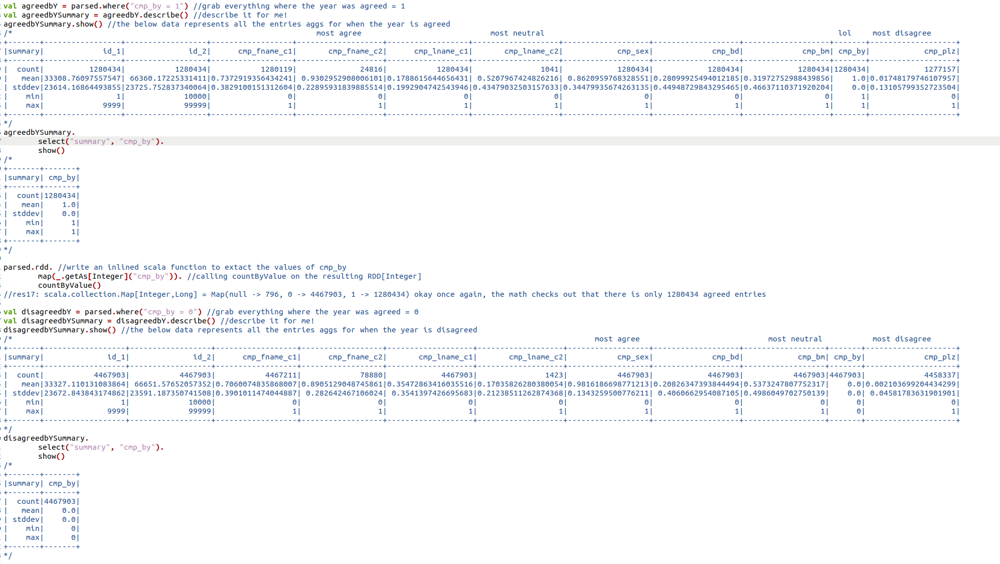 val agreedbY = parsed.where("cmp_by = 1") //grab everything where the year was agreed = 1
val agreedbYSummary = agreedbY.describe() //describe it for me!
agreedbYSummary.show() //the below data represents all the entries aggs for when the year is agreed
/*                                                                   most agree                            most neutral                                                                 lol    most disagree
+-------+-----------------+------------------+------------------+-------------------+------------------+-------------------+-------------------+-------------------+-------------------+-------+-------------------+
|summary|             id_1|              id_2|      cmp_fname_c1|       cmp_fname_c2|      cmp_lname_c1|       cmp_lname_c2|            cmp_sex|             cmp_bd|             cmp_bm| cmp_by|            cmp_plz|
+-------+-----------------+------------------+------------------+-------------------+------------------+-------------------+-------------------+-------------------+-------------------+-------+-------------------+
|  count|          1280434|           1280434|           1280119|              24816|           1280434|               1041|            1280434|            1280434|            1280434|1280434|            1277157|
|   mean|33308.76097557547| 66360.17225331411|0.7372919356434241| 0.9302952908006101|0.1788615644656431| 0.5207967424826216| 0.8620959768328551|0.28099925494012185|0.31972752988439856|    1.0|0.01748179746107957|
| stddev|23614.16864493855|23725.752837340064|0.3829100151312604|0.22895931839885514|0.1992904742543946|0.43479032503157633|0.34479935674263135|0.44948729843295465|0.46637110371920204|    0.0|0.13105799352723504|
|    min|                1|             10000|                 0|                  0|                 0|                  0|                  0|                  0|                  0|      1|                  0|
|    max|             9999|             99999|                 1|                  1|                 1|                  1|                  1|                  1|                  1|      1|                  1|
+-------+-----------------+------------------+------------------+-------------------+------------------+-------------------+-------------------+-------------------+-------------------+-------+-------------------+
*/
agreedbYSummary.
        select("summary", "cmp_by").
        show()
/*
+-------+-------+
|summary| cmp_by|
+-------+-------+
|  count|1280434|
|   mean|    1.0|
| stddev|    0.0|
|    min|      1|
|    max|      1|
+-------+-------+
*/
parsed.rdd. //write an inlined scala function to extact the values of cmp_by
        map(_.getAs[Integer]("cmp_by")). //calling countByValue on the resulting RDD[Integer]
        countByValue()
//res17: scala.collection.Map[Integer,Long] = Map(null -> 796, 0 -> 4467903, 1 -> 1280434) okay once again, the math checks out that there is only 1280434 agreed entries
val disagreedbY = parsed.where("cmp_by = 0") //grab everything where the year was agreed = 0
val disagreedbYSummary = disagreedbY.describe() //describe it for me!
disagreedbYSummary.show() //the below data represents all the entries aggs for when the year is disagreed
/*                                                                                                                                 most agree                            most neutral           most disagree
+-------+------------------+------------------+------------------+------------------+-------------------+-------------------+------------------+-------------------+------------------+-------+--------------------+
|summary|              id_1|              id_2|      cmp_fname_c1|      cmp_fname_c2|       cmp_lname_c1|       cmp_lname_c2|           cmp_sex|             cmp_bd|            cmp_bm| cmp_by|             cmp_plz|
+-------+------------------+------------------+------------------+------------------+-------------------+-------------------+------------------+-------------------+------------------+-------+--------------------+
|  count|           4467903|           4467903|           4467211|             78880|            4467903|               1423|           4467903|            4467903|           4467903|4467903|             4458337|
|   mean|33327.110131083864| 66651.57652057352|0.7060074835868007|0.8905129048745861|0.35472863416035516|0.17035826280380054|0.9816186698771213|0.20826347393844494|0.5373247807752317|    0.0|0.002103699204434299|
| stddev|23672.843843174862|23591.187350741508|0.3901011474044887| 0.282642467106024| 0.3541397426695683|0.21238511262874368|0.1343259500776211| 0.4060662954087105|0.4986049702750139|    0.0| 0.04581783631901901|
|    min|                 1|             10000|                 0|                 0|                  0|                  0|                 0|                  0|                 0|      0|                   0|
|    max|              9999|             99999|                 1|                 1|                  1|                  1|                 1|                  1|                 1|      0|                   1|
+-------+------------------+------------------+------------------+------------------+-------------------+-------------------+------------------+-------------------+------------------+-------+--------------------+
*/
disagreedbYSummary.
        select("summary", "cmp_by").
        show()
/*
+-------+-------+
|summary| cmp_by|
+-------+-------+
|  count|4467903|
|   mean|    0.0|
| stddev|    0.0|
|    min|      0|
|    max|      0|
+-------+-------+
*/